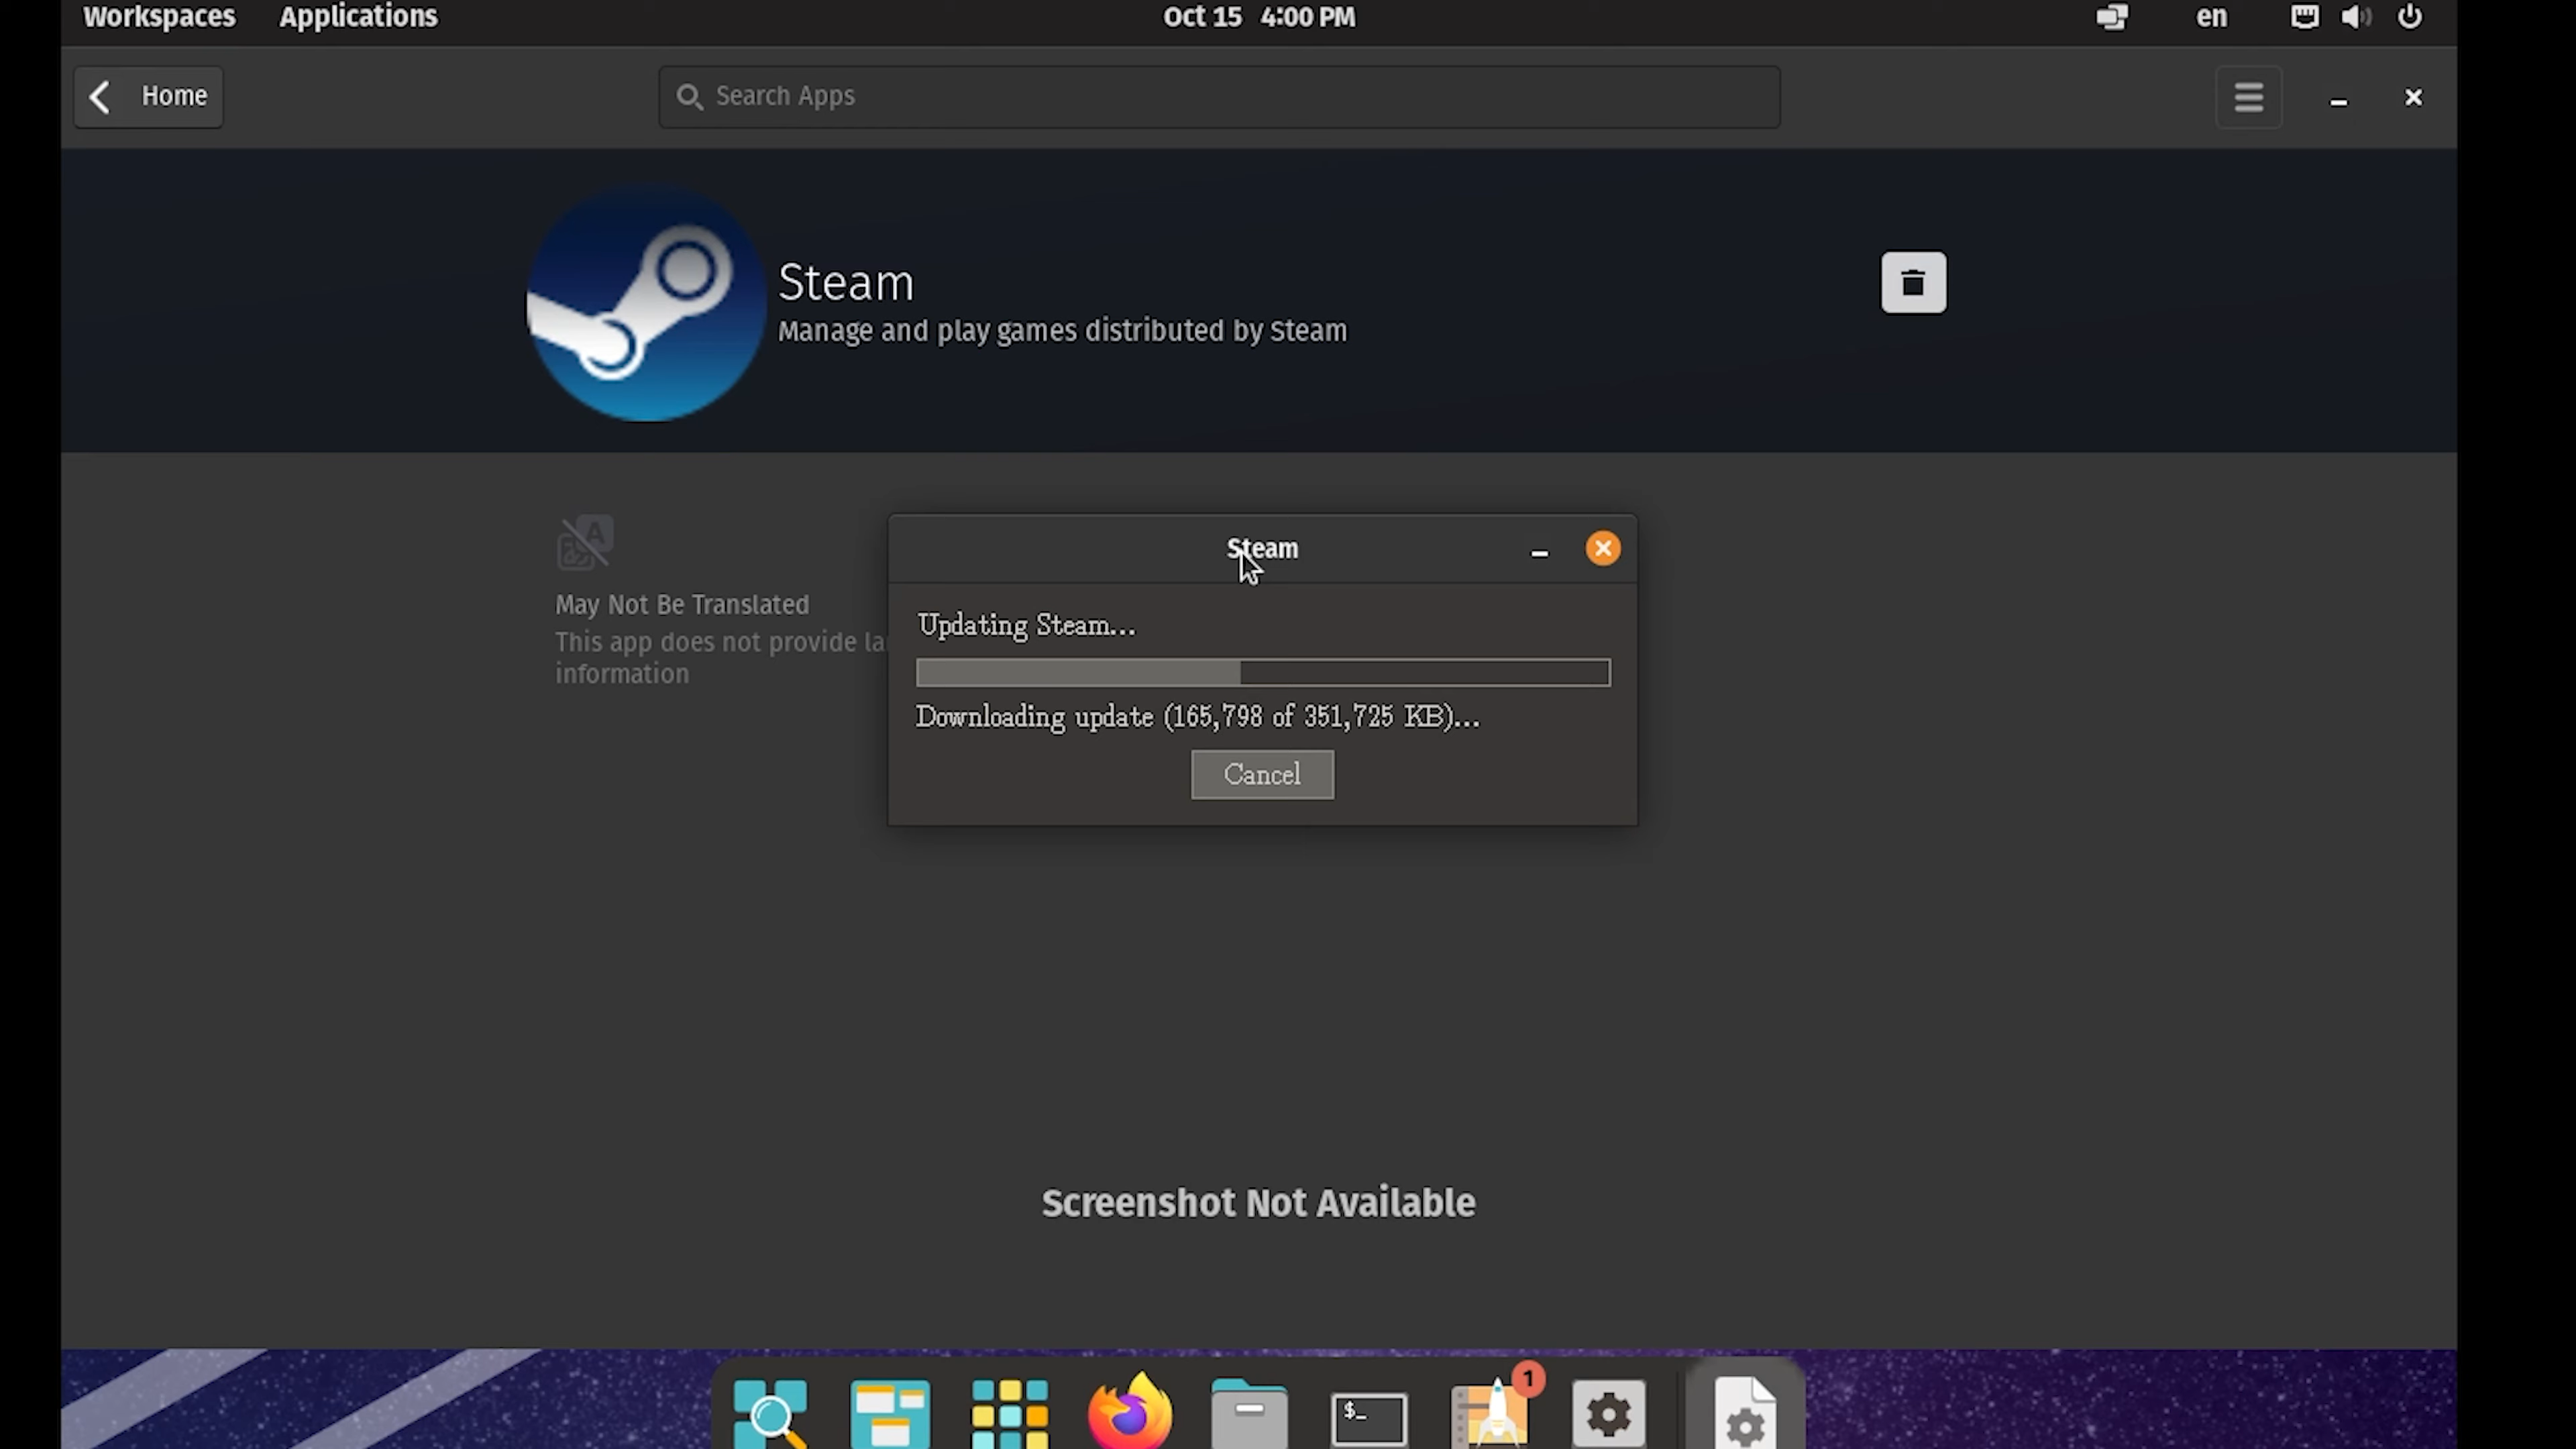 Workspaces Applications Oct 15 4:00 PM en
Home Search Apps
Steam
Manage and play games distributed by Steam
Steam
Updating Steam...
Downloading update (165,798 of 351,725 KB)...
Cancel
May Not Be Translated
This app does not provide la
information
Screenshot Not Available
1
$_